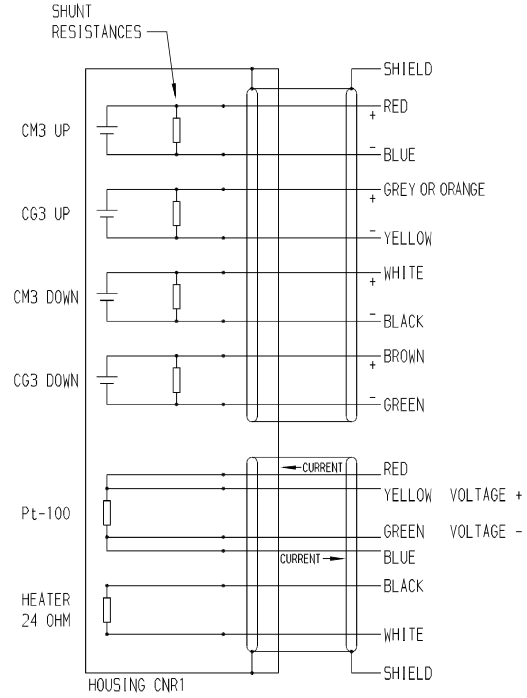 SHUNT
RESISTANCES
SHIELD
RED
+
CM3 UP
-
BLUE
GREY OR ORANGE
+
CG3 UP
-
YELLOW
WHITE
+
CM3 DOWN
-
BLACK
BROWN
+
CG3 DOWN
-
GREEN
CURRENT
RED
YELLOW VOLTAGE +
Pt-100
GREEN VOLTAGE -
CURRENT
BLUE
BLACK
HEATER
24 OHM
WHITE
SHIELD
HOUSING CNR1